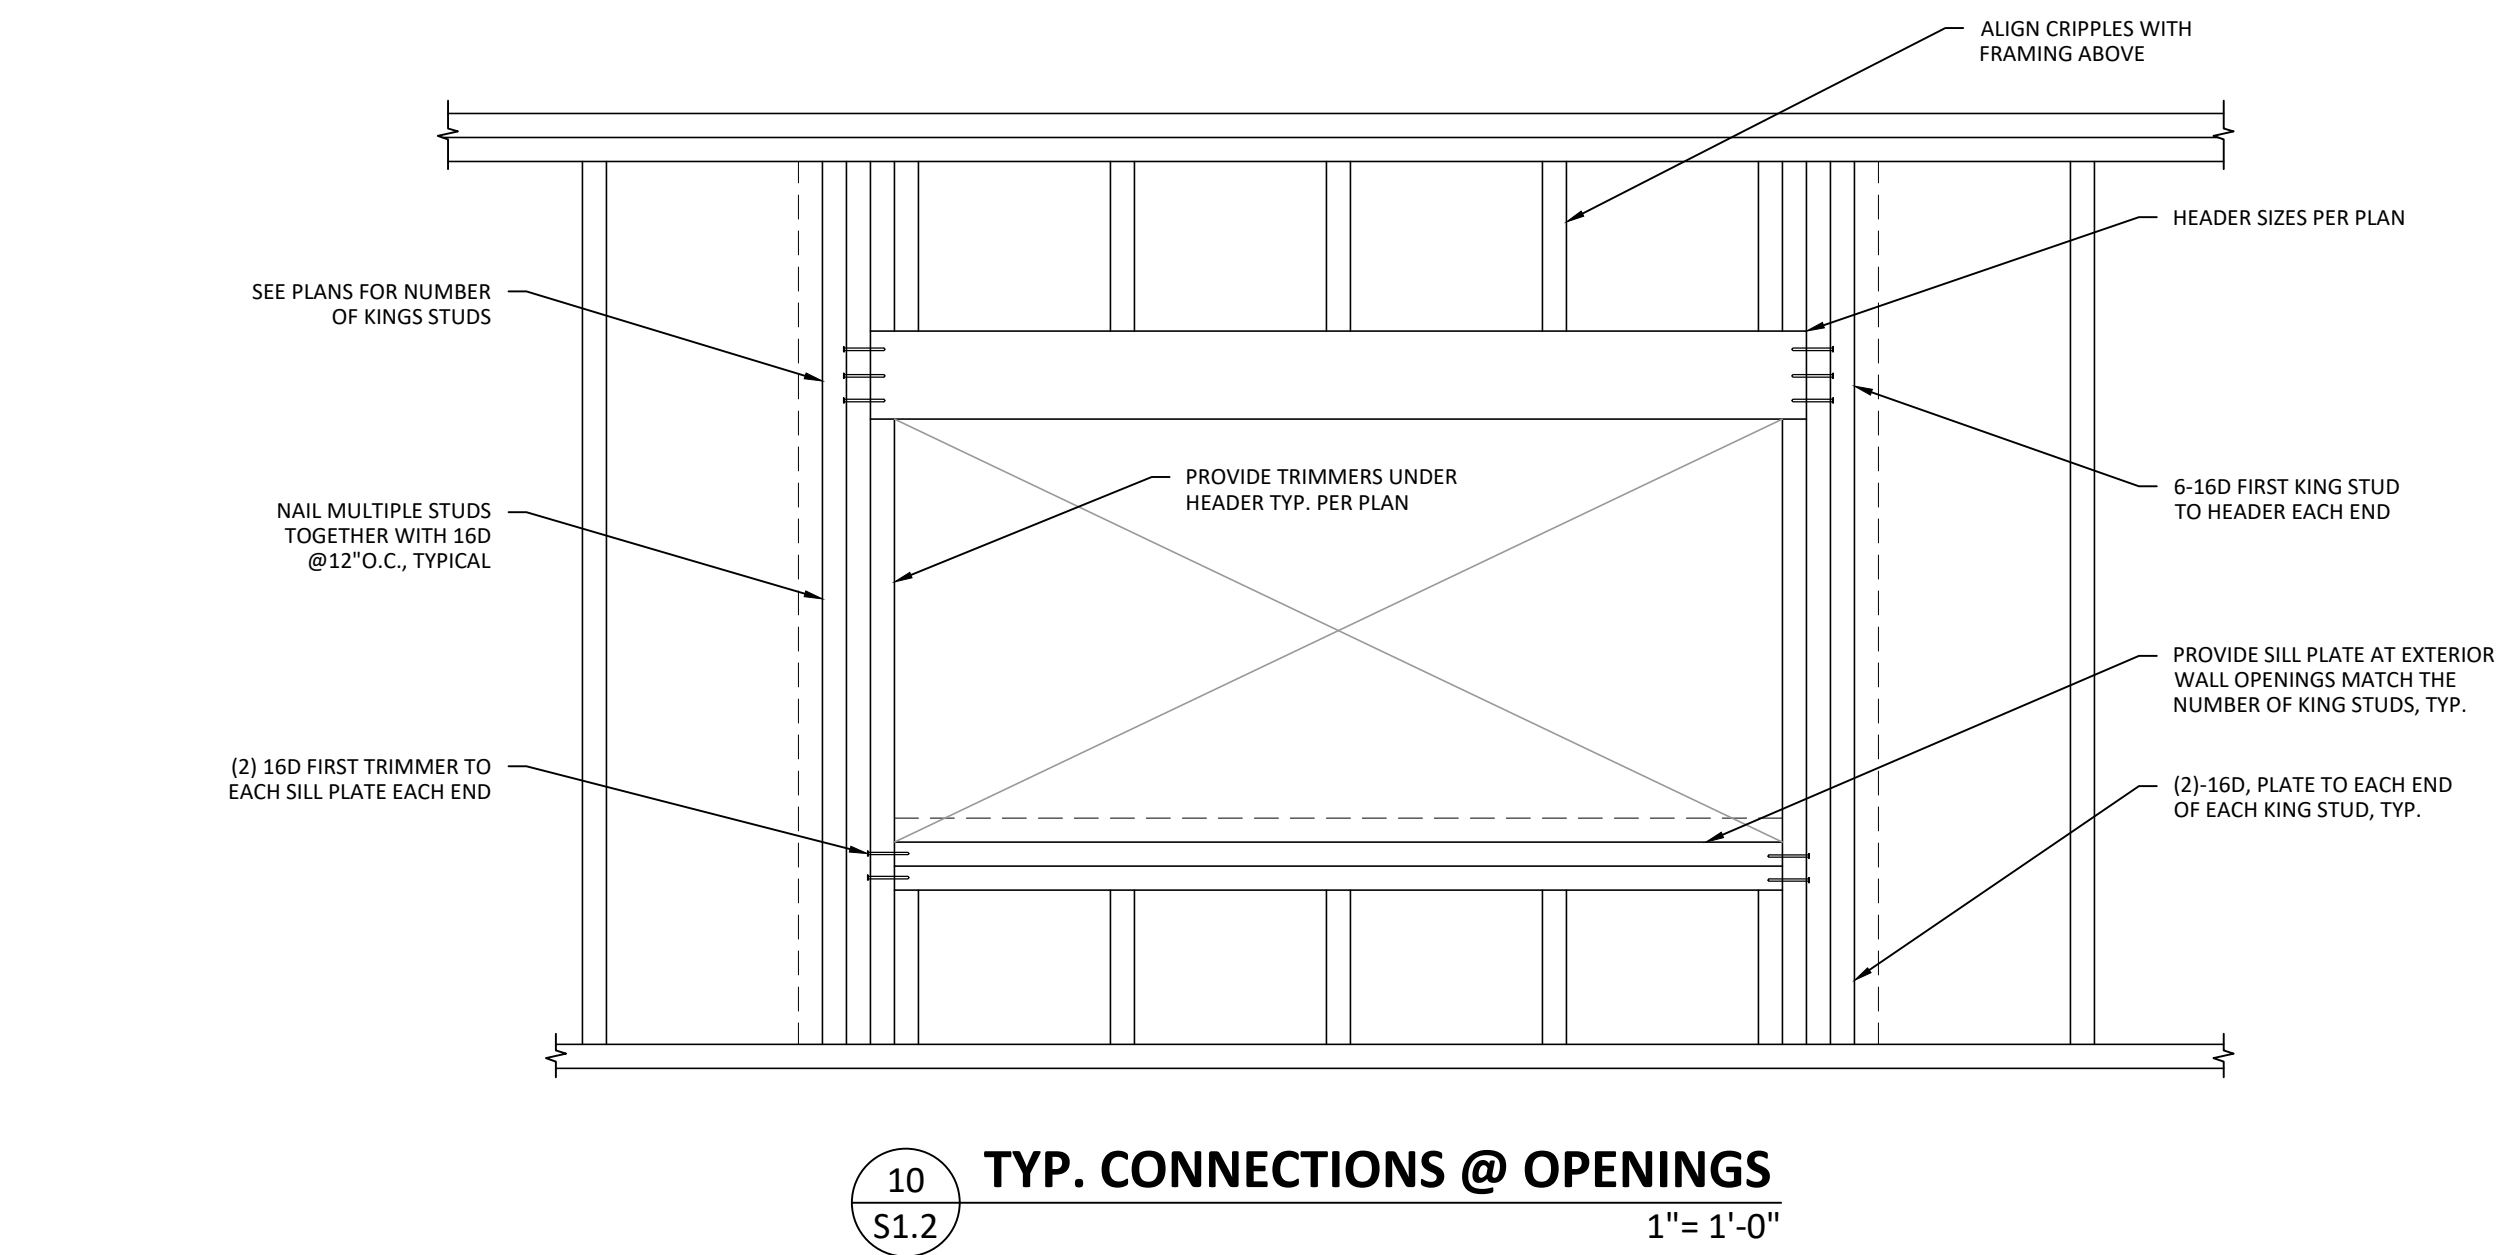 ALIGN CRIPPLES WITH
FRAMING ABOVE
HEADER SIZES PER PLAN
SEE PLANS FOR NUMBER
OF KINGS STUDS
PROVIDE TRIMMERS UNDER
HEADER TYP. PER PLAN
6-16D FIRST KING STUD
TO HEADER EACH END
NAIL MULTIPLE STUDS
TOGETHER WITH 16D
@12"O.C., TYPICAL
PROVIDE SILL PLATE AT EXTERIOR
WALL OPENINGS MATCH THE
NUMBER OF KING STUDS, TYP.
(2) 16D FIRST TRIMMER TO
EACH SILL PLATE EACH END
(2)-16D, PLATE TO EACH END
OF EACH KING STUD, TYP.
10
S1.2
TYP. CONNECTIONS @ OPENINGS
1"= 1'-0"